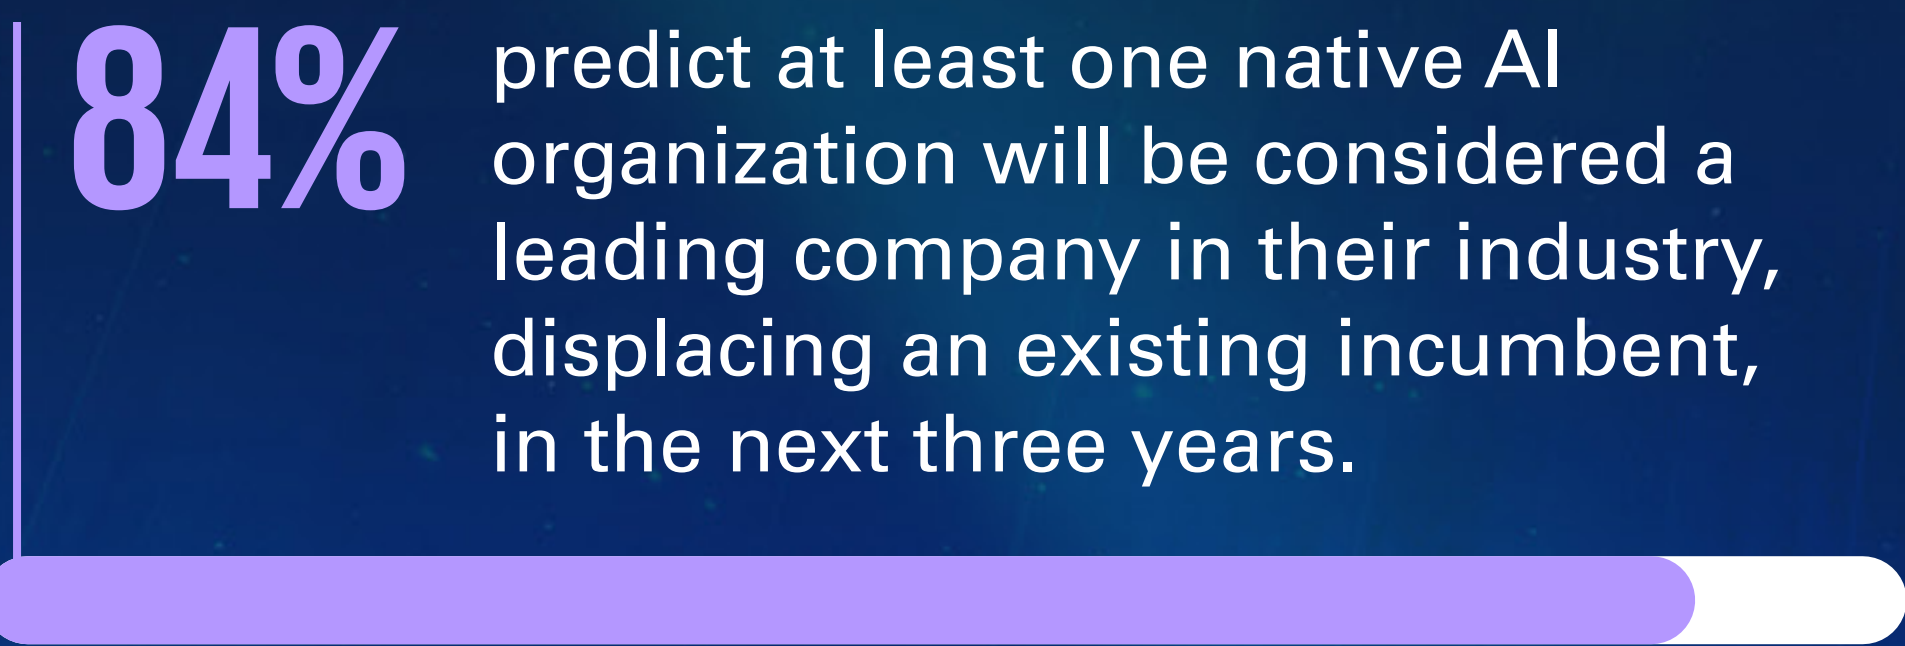 84%
predict at least one native AI
organization will be considered a
leading company in their industry,
displacing an existing incumbent,
in the next three years.